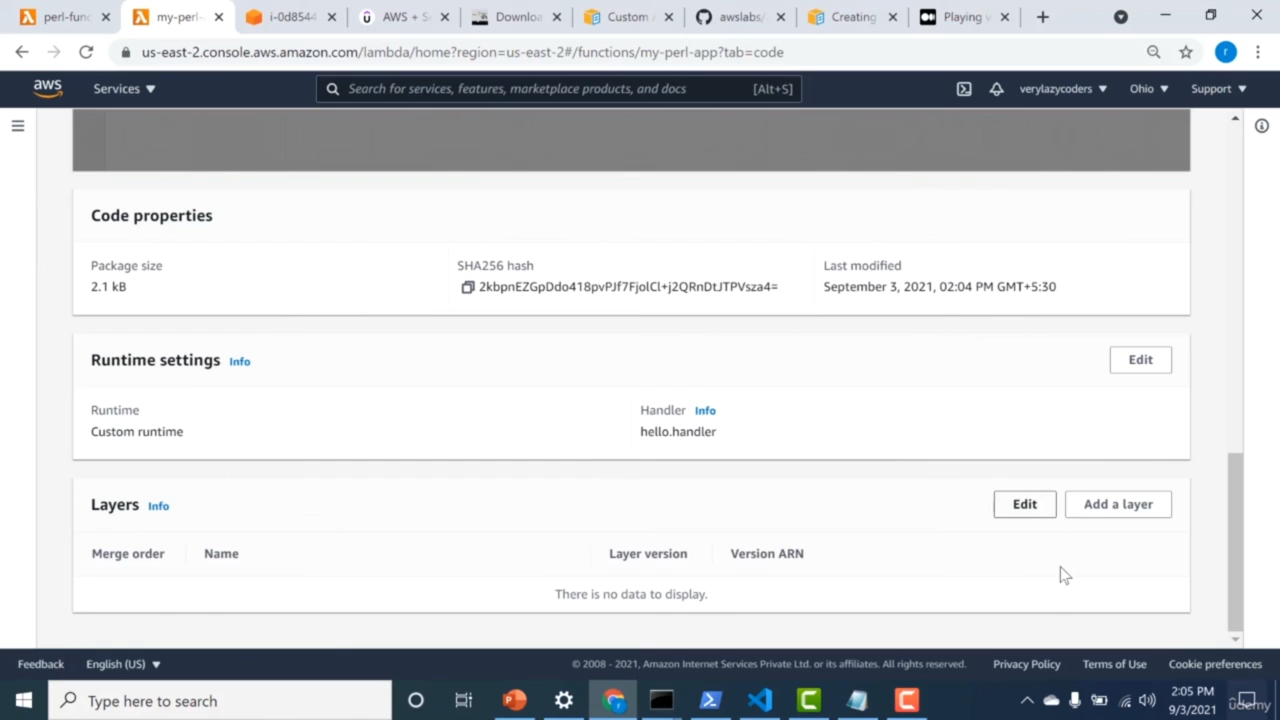 perl-func
my-perl-
i-0d8544
AWS + S
Downloa
Custom
awslabs/
Creating
Playing
us-east-2.console.aws.amazon.com/lambda/home?region=us-east-2#/functions/my-perl-app?tab=code
r
aws
Services
Search for services, features, marketplace products, and docs
[Alt+S]
verylazycoders
Ohio
Support
Code properties
Package size
SHA256 hash
Last modified
2.1 kB
2kbpnEZGpDdo418pvPJf7FjolCl+j2QRnDtJTPVsza4=
September 3, 2021, 02:04 PM GMT+5:30
Runtime settings Info
Edit
Runtime
Handler Info
Custom runtime
hello.handler
Layers Info
Edit
Add a layer
Merge order
Name
Layer version
Version ARN
There is no data to display.
Feedback
English (US)
© 2008 - 2021, Amazon Internet Services Private Ltd. or its affiliates. All rights reserved.
Privacy Policy
Terms of Use
Cookie preferences
Type here to search
2:05 PM
9/3/2021
udemy